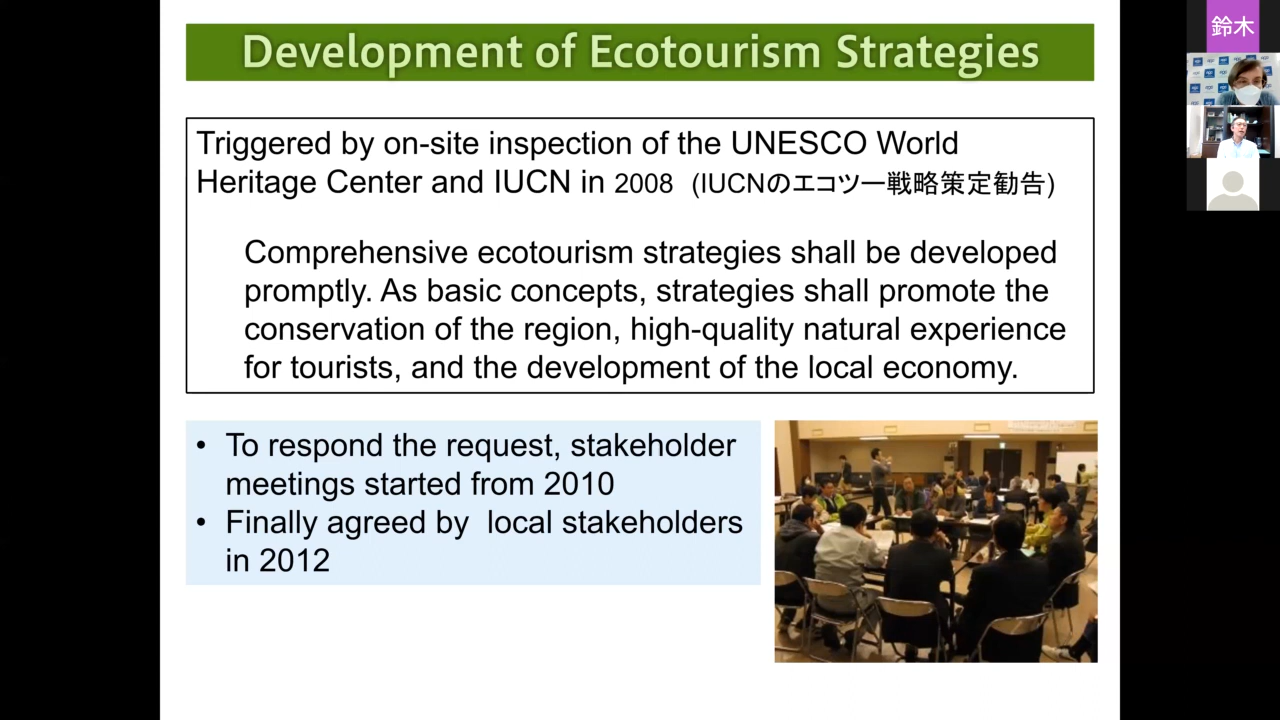 Development of Ecotourism Strategies
鈴木
Triggered by on-site inspection of the UNESCO World
Heritage Center and IUCN in 2008 (IUCNのエコツー戦略策定勧告)
Comprehensive ecotourism strategies shall be developed
promptly. As basic concepts, strategies shall promote the
conservation of the region, high-quality natural experience
for tourists, and the development of the local economy.
• To respond the request, stakeholder
meetings started from 2010
• Finally agreed by local stakeholders
in 2012